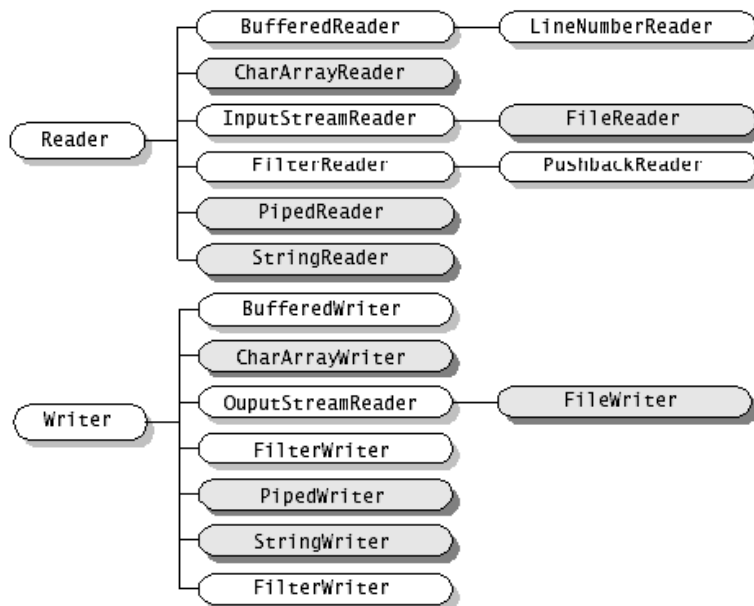 BufferedReader LineNumberReader
CharArrayReader
InputStreamReader FileReader
Reader
FilterReader PushbackReader
PipedReader
StringReader
BufferedWriter
CharArrayWriter
OuputStreamReader FileWriter
Writer
FilterWriter
PipedWriter
StringWriter
FilterWriter